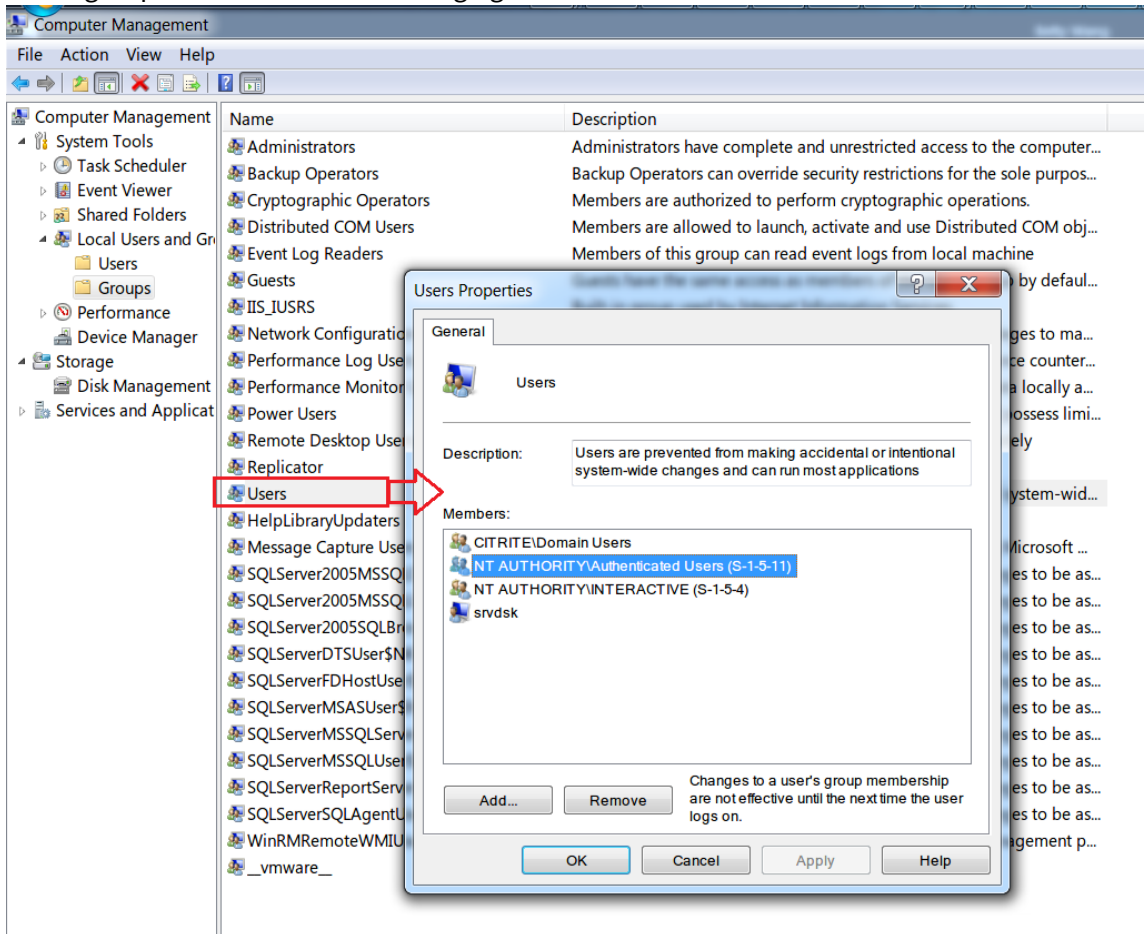 Computer Management
File Action View Help
Computer Management
System Tools
Task Scheduler
Event Viewer
Shared Folders
Local Users and Gr
Users
Groups
Performance
Device Manager
Storage
Disk Management
Services and Applicat
Name Description
Administrators Administrators have complete and unrestricted access to the computer...
Backup Operators Backup Operators can override security restrictions for the sole purpos...
Cryptographic Operators Members are authorized to perform cryptographic operations.
Distributed COM Users Members are allowed to launch, activate and use Distributed COM obj...
Event Log Readers Members of this group can read event logs from local machine
Guests by defaul...
IIS_IUSRS
Network Configuratio ges to ma...
Performance Log Use ce counter...
Performance Monitor a locally a...
Power Users possess limi...
Remote Desktop User ely
Replicator
Users ystem-wid...
HelpLibraryUpdaters
Message Capture Use Microsoft ...
SQLServer2005MSSQ es to be as...
SQLServer2005MSSQ es to be as...
SQLServer2005SQLBr es to be as...
SQLServerDTSUser$N es to be as...
SQLServerFDHostUse es to be as...
SQLServerMSASUser$ es to be as...
SQLServerMSSQLServ es to be as...
SQLServerMSSQLUser es to be as...
SQLServerReportServ es to be as...
SQLServerSQLAgentU es to be as...
WinRMRemoteWMIU agement p...
__vmware__
Users Properties
General
Users
Description: Users are prevented from making accidental or intentional
system-wide changes and can run most applications
Members:
CITRITE\Domain Users
NT AUTHORITY\Authenticated Users (S-1-5-11)
NT AUTHORITY\INTERACTIVE (S-1-5-4)
srvdsk
Add... Remove
Changes to a user's group membership
are not effective until the next time the user
logs on.
OK Cancel Apply Help